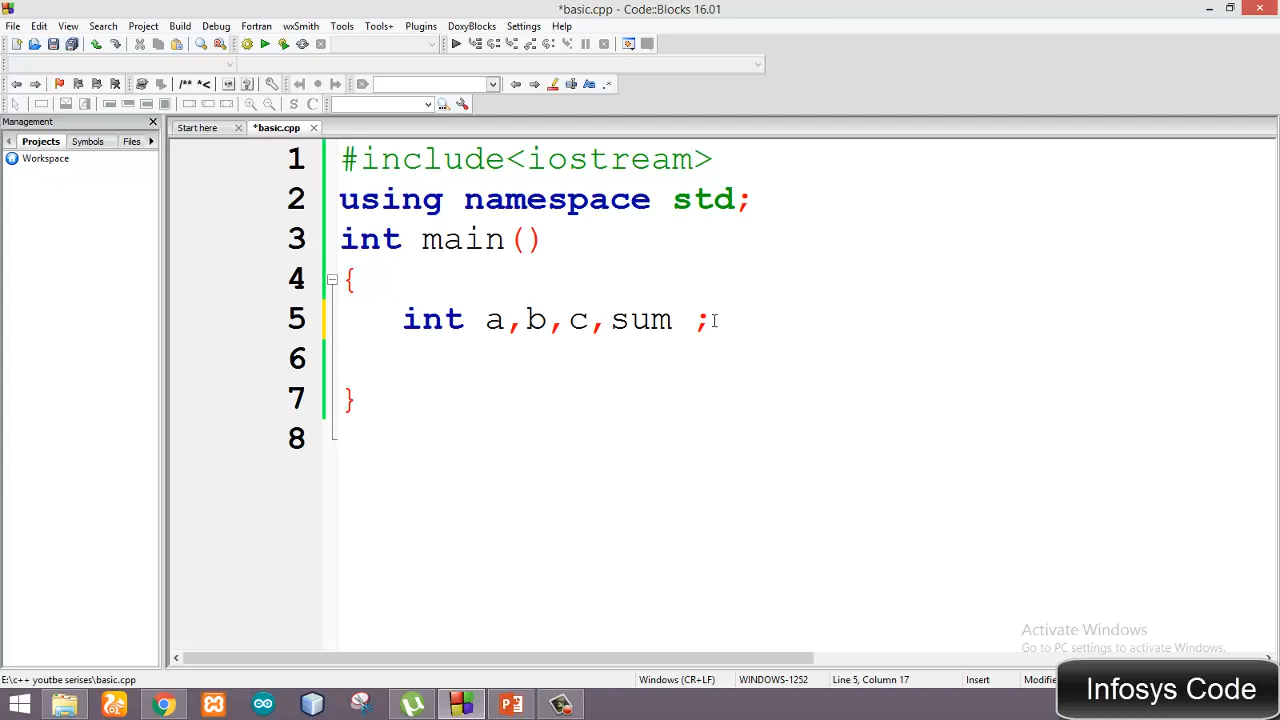 *basic.cpp - Code::Blocks 16.01
File Edit View Search Project Build Debug Fortran wxSmith Tools Tools+ Plugins DoxyBlocks Settings Help
/** *<
S C
Management
Projects Symbols Files
Workspace
Start here *basic.cpp
1 #include<iostream>
2 using namespace std;
3 int main()
4 {
5 int a,b,c,sum ;
6
7 }
8
Activate Windows
Go to PC settings to activate Windows.
E:\c++ youtbe serises\basic.cpp Windows (CR+LF) WINDOWS-1252 Line 5, Column 17 Insert
Infosys Code